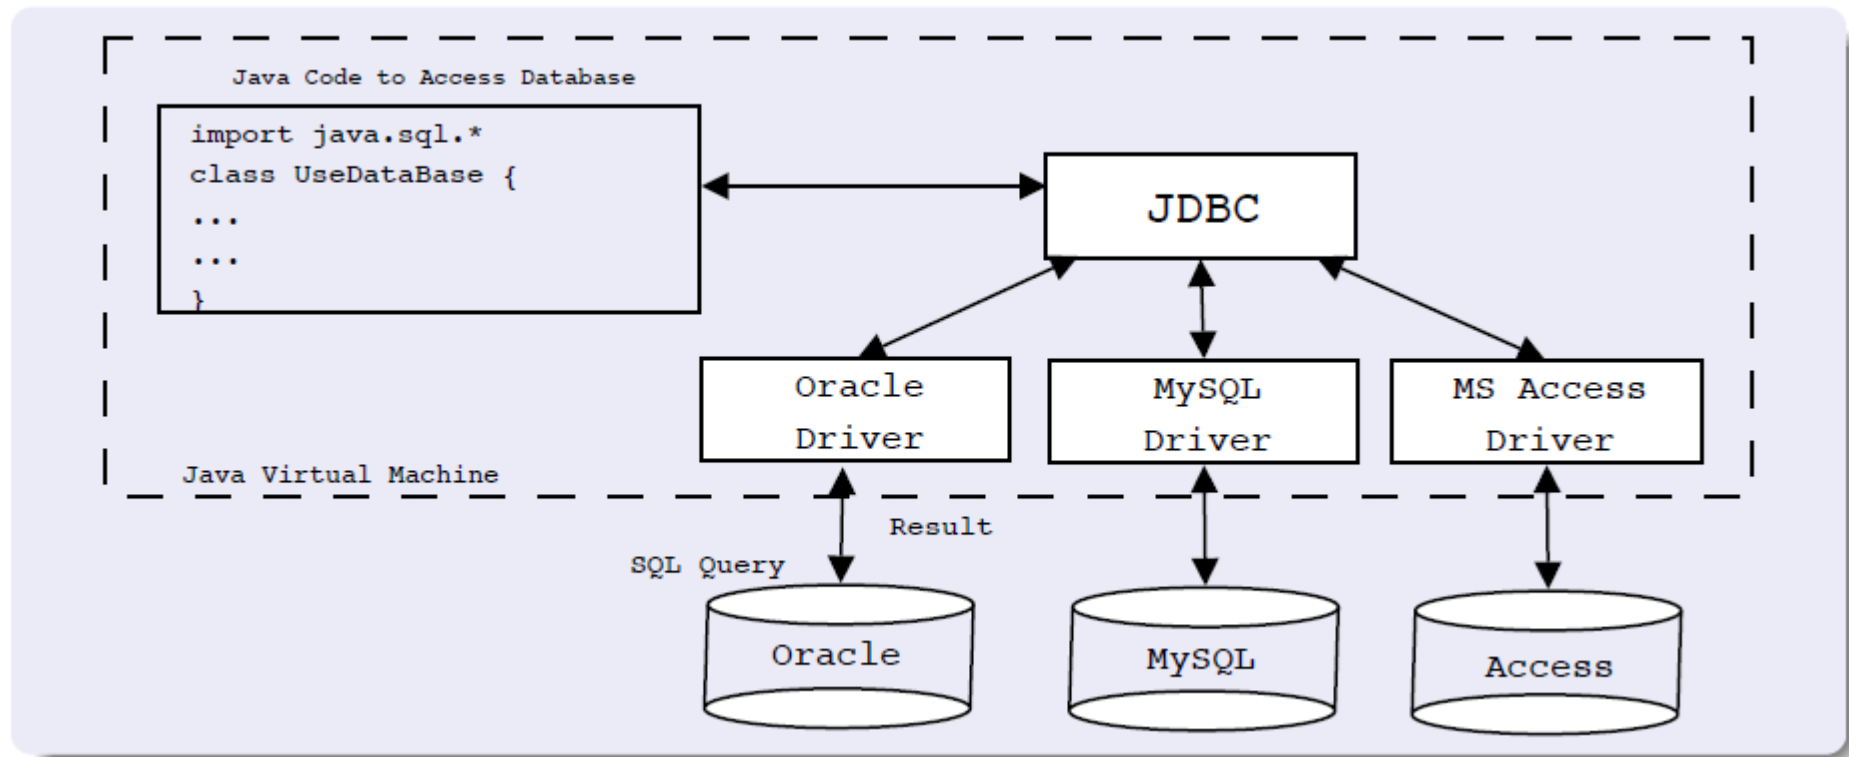 Java Code to Access Database
import java.sql.*
class UseDataBase {
...
...
}
JDBC
Oracle
Driver
MySQL
Driver
MS Access
Driver
Java Virtual Machine
Result
SQL Query
Oracle
MySQL
Access